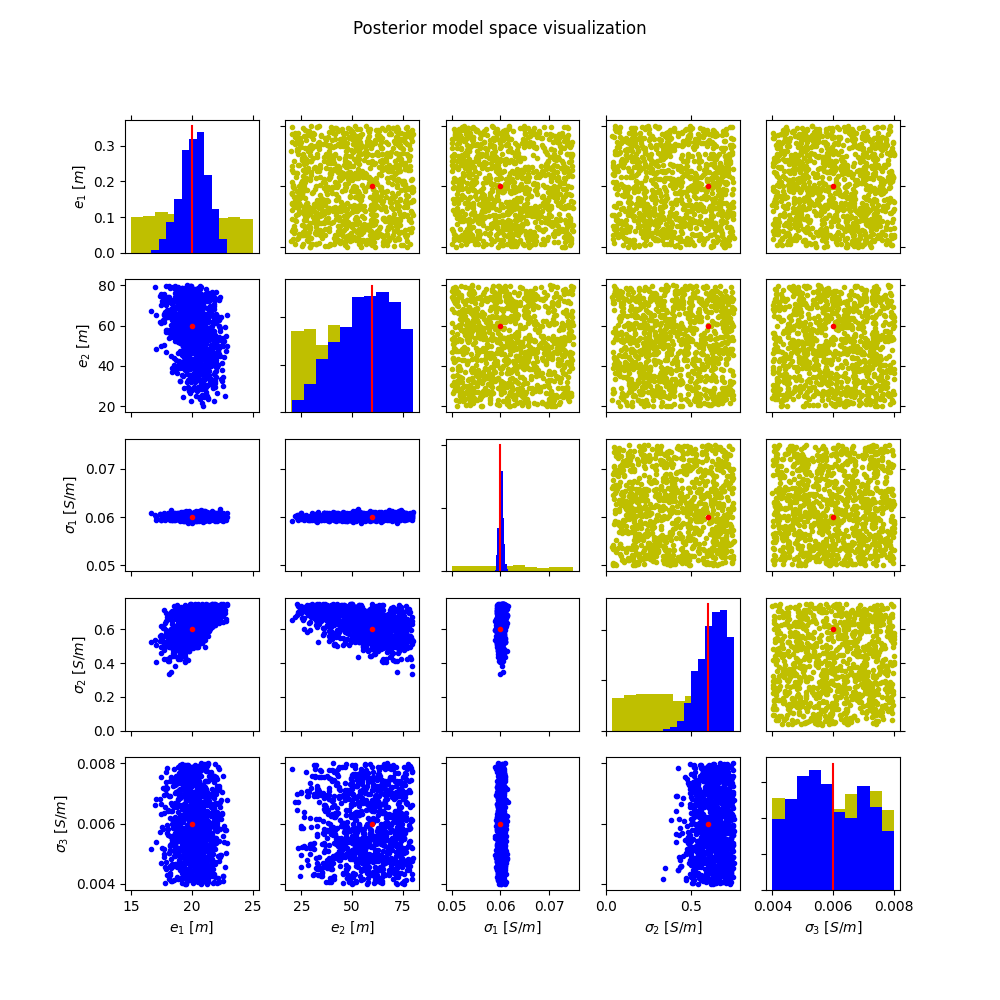 Posterior model space visualization
e₁ [m]
0.3
0.2
0.1
0.0
e₂ [m]
80
60
40
20
σ₁ [S/m]
0.07
0.06
0.05
σ₂ [S/m]
0.6
0.4
0.2
0.0
σ₃ [S/m]
0.008
0.006
0.004
15 20 25 25 50 75 0.05 0.06 0.07 0.0 0.5 0.004 0.006 0.008
e₁ [m] e₂ [m] σ₁ [S/m] σ₂ [S/m] σ₃ [S/m]